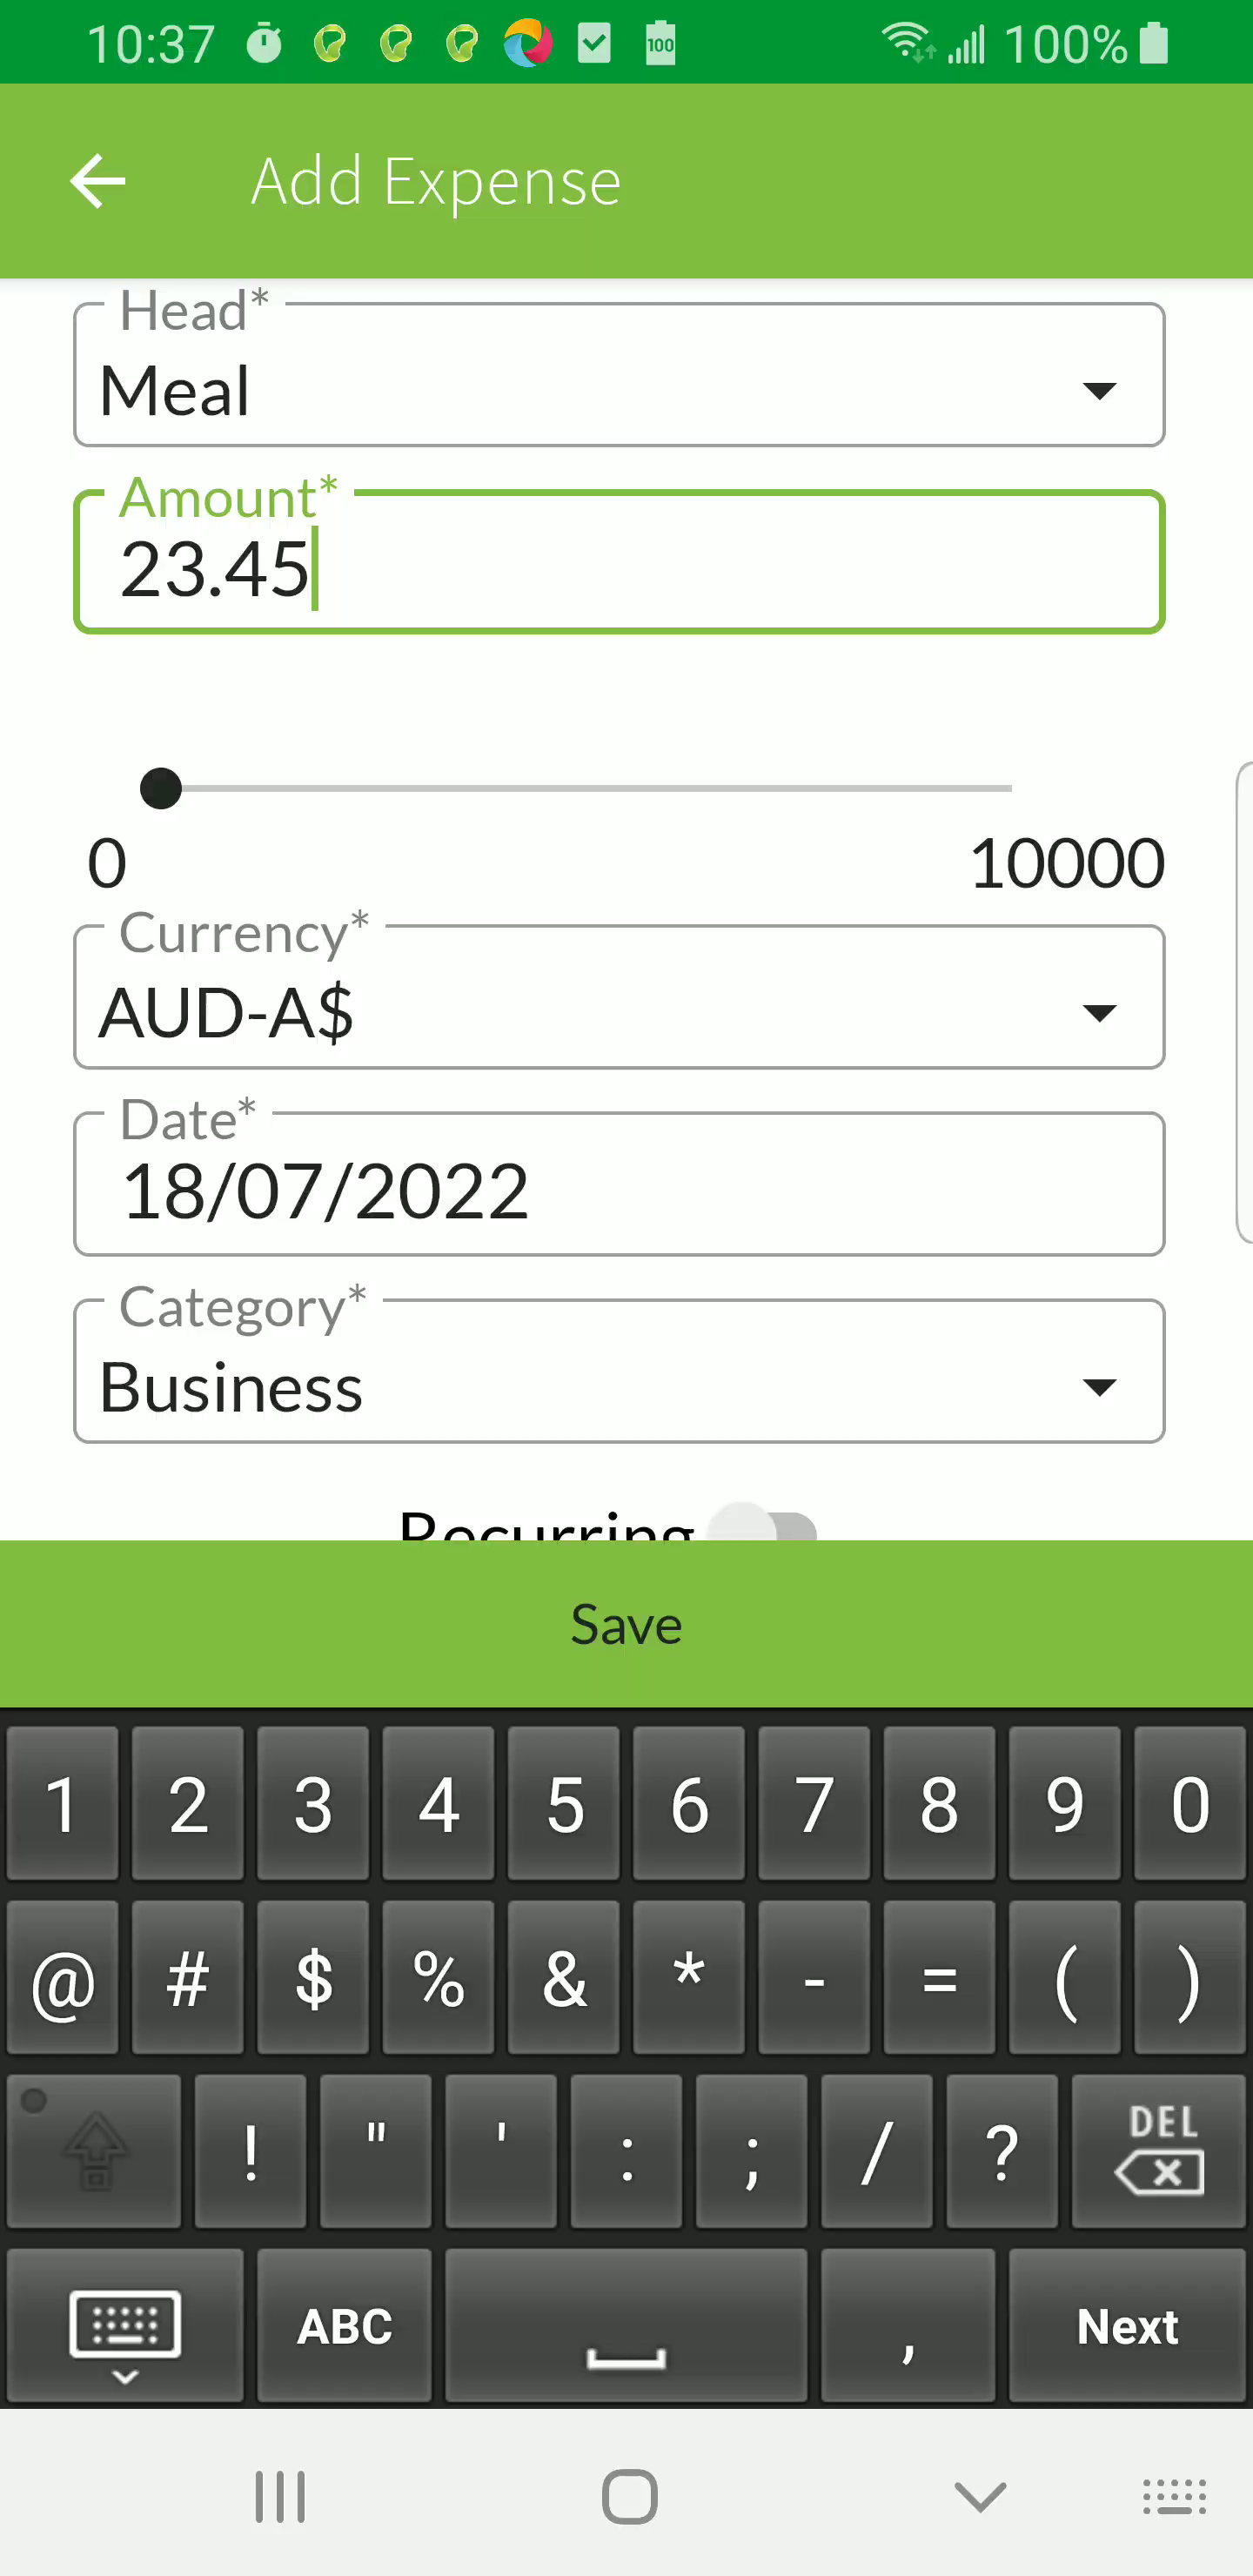 10:37 100 100%
Add Expense
Head*
Meal
Amount*
23.45
0 10000
Currency*
AUD-A$
Date*
18/07/2022
Category*
Business
Recurring
Save
1 2 3 4 5 6 7 8 9 0
@ # $ % & * - = ( )
! " ' : ; / ? DEL
ABC , Next